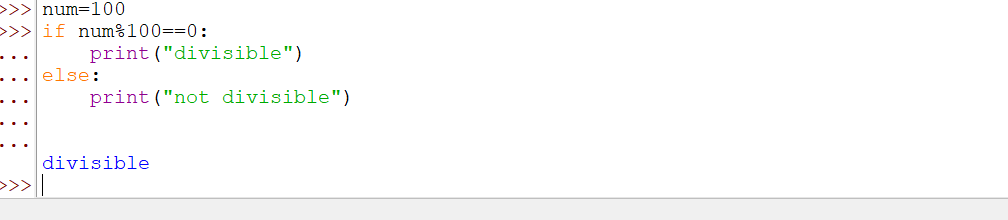 >>> num=100
>>> if num%100==0:
...     print("divisible")
... else:
...     print("not divisible")
...
...
divisible
>>>